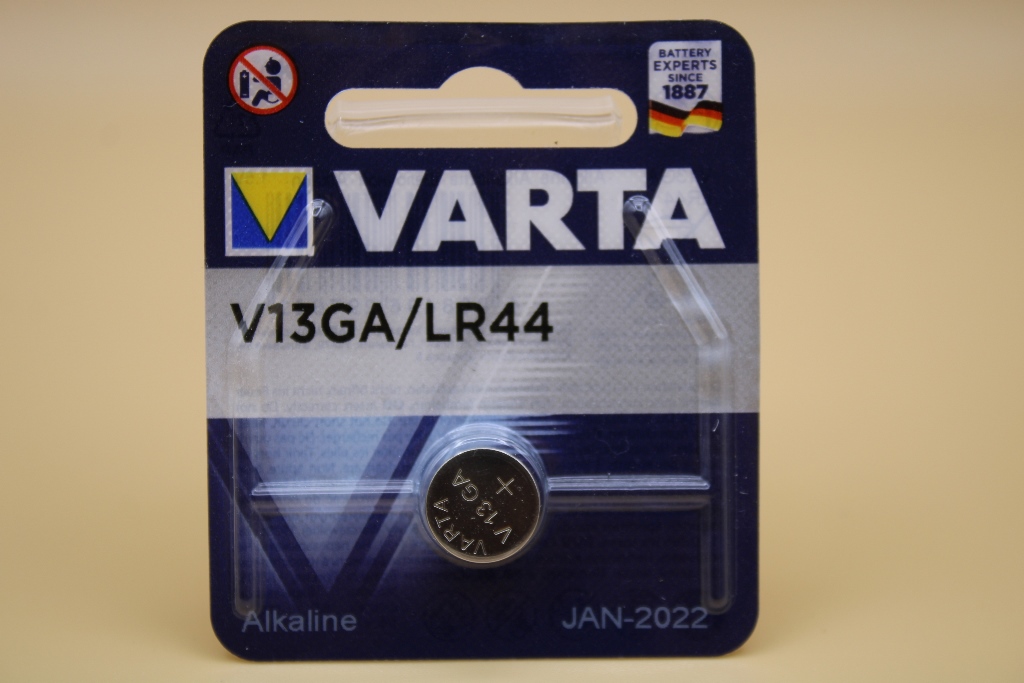 BATTERY
EXPERTS
SINCE
1887
VARTA
V13GA/LR44
V13GA
VARTA
+
Alkaline
JAN-2022